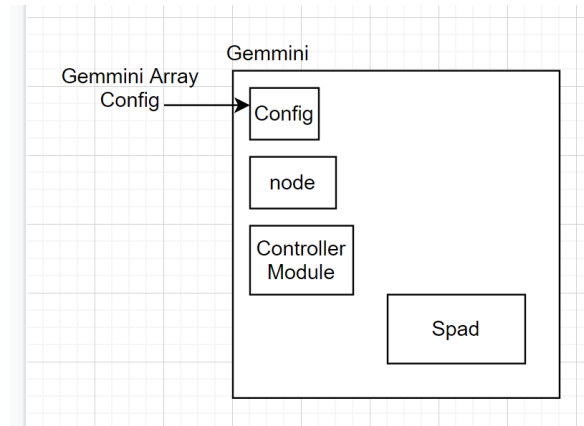 Gemmini
Gemmini Array
Config
Config
node
Controller
Module
Spad